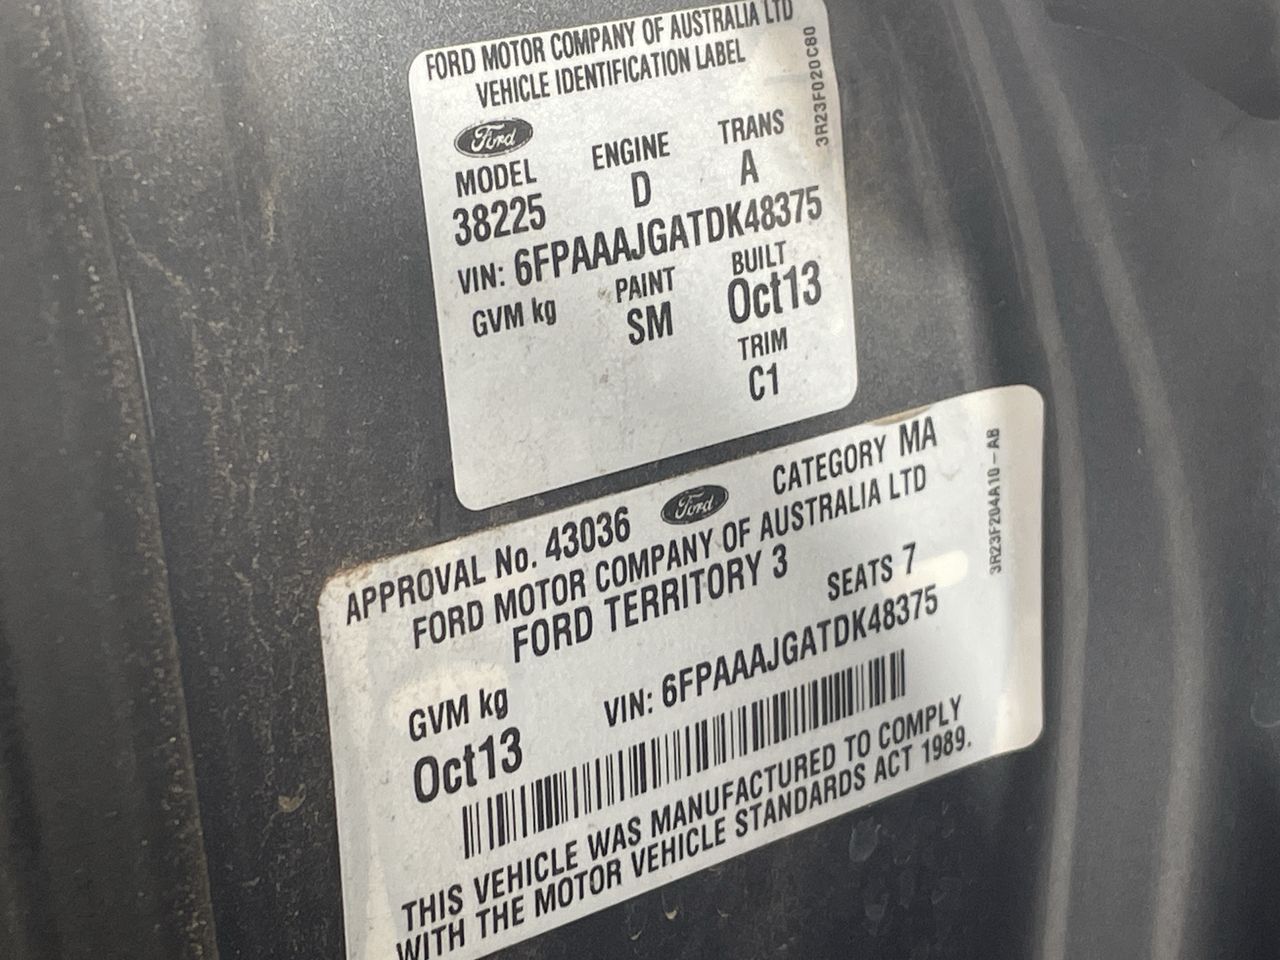 FORD MOTOR COMPANY OF AUSTRALIA LTD
VEHICLE IDENTIFICATION LABEL
Ford
MODEL ENGINE TRANS
38225 D A
VIN: 6FPAAAJGATDK48375
GVM kg PAINT BUILT
SM Oct13
TRIM
C1
3R23F020CB0
APPROVAL No. 43036 Ford CATEGORY MA
FORD MOTOR COMPANY OF AUSTRALIA LTD
FORD TERRITORY 3
SEATS 7
GVM kg VIN: 6FPAAAJGATDK48375
Oct13
THIS VEHICLE WAS MANUFACTURED TO COMPLY
WITH THE MOTOR VEHICLE STANDARDS ACT 1989.
3R23F204A10-AB